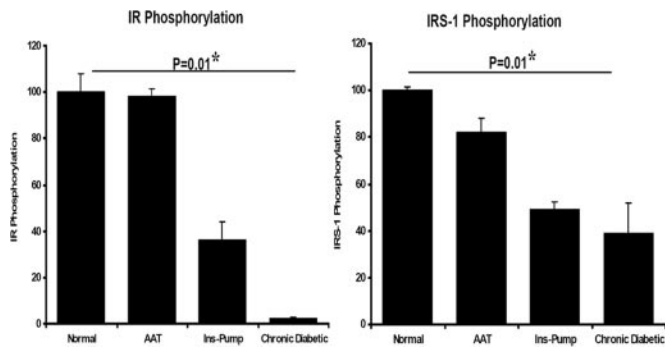 IR Phosphorylation
P=0.01*
IR Phosphorylation
120
100
80
60
40
20
0
Normal AAT Ins-Pump Chronic Diabetic
IRS-1 Phosphorylation
P=0.01*
IRS-1 Phosphorylation
120
100
80
60
40
20
0
Normal AAT Ins-Pump Chronic Diabetic